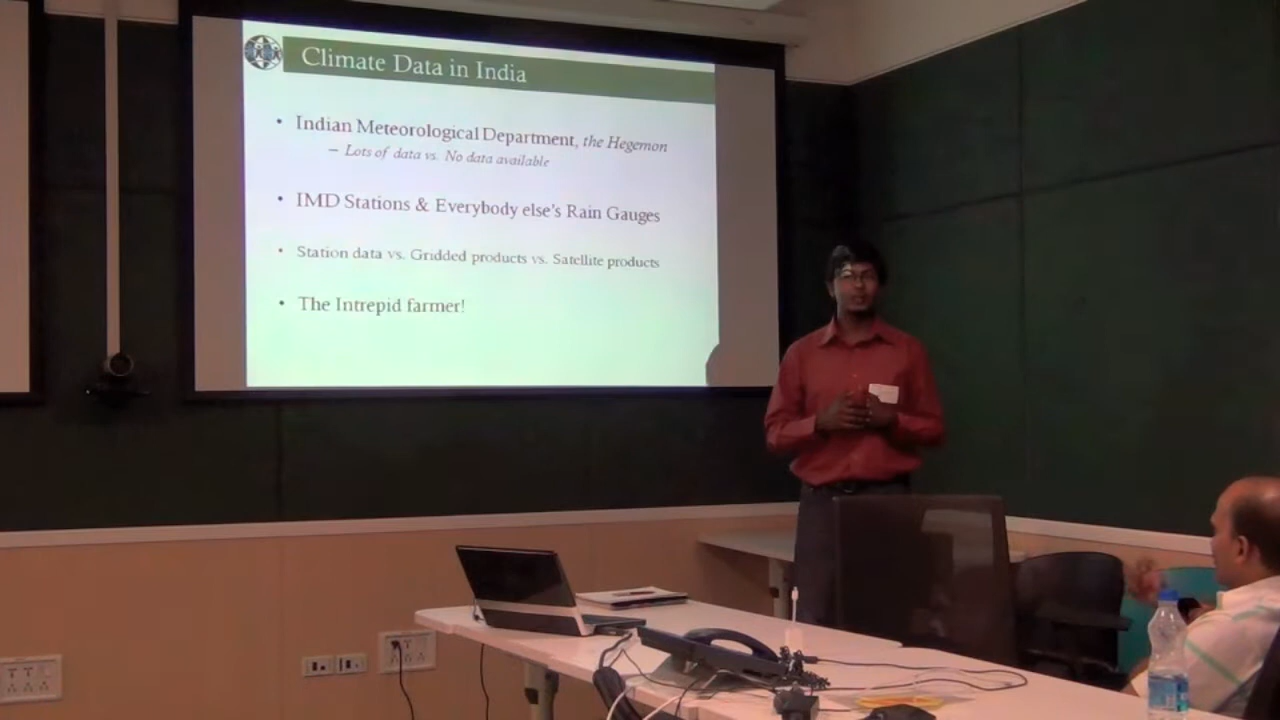 Climate Data in India
• Indian Meteorological Department, the Hegemon
– Lots of data vs. No data available
• IMD Stations & Everybody else's Rain Gauges
• Station data vs. Gridded products vs. Satellite products
• The Intrepid farmer!